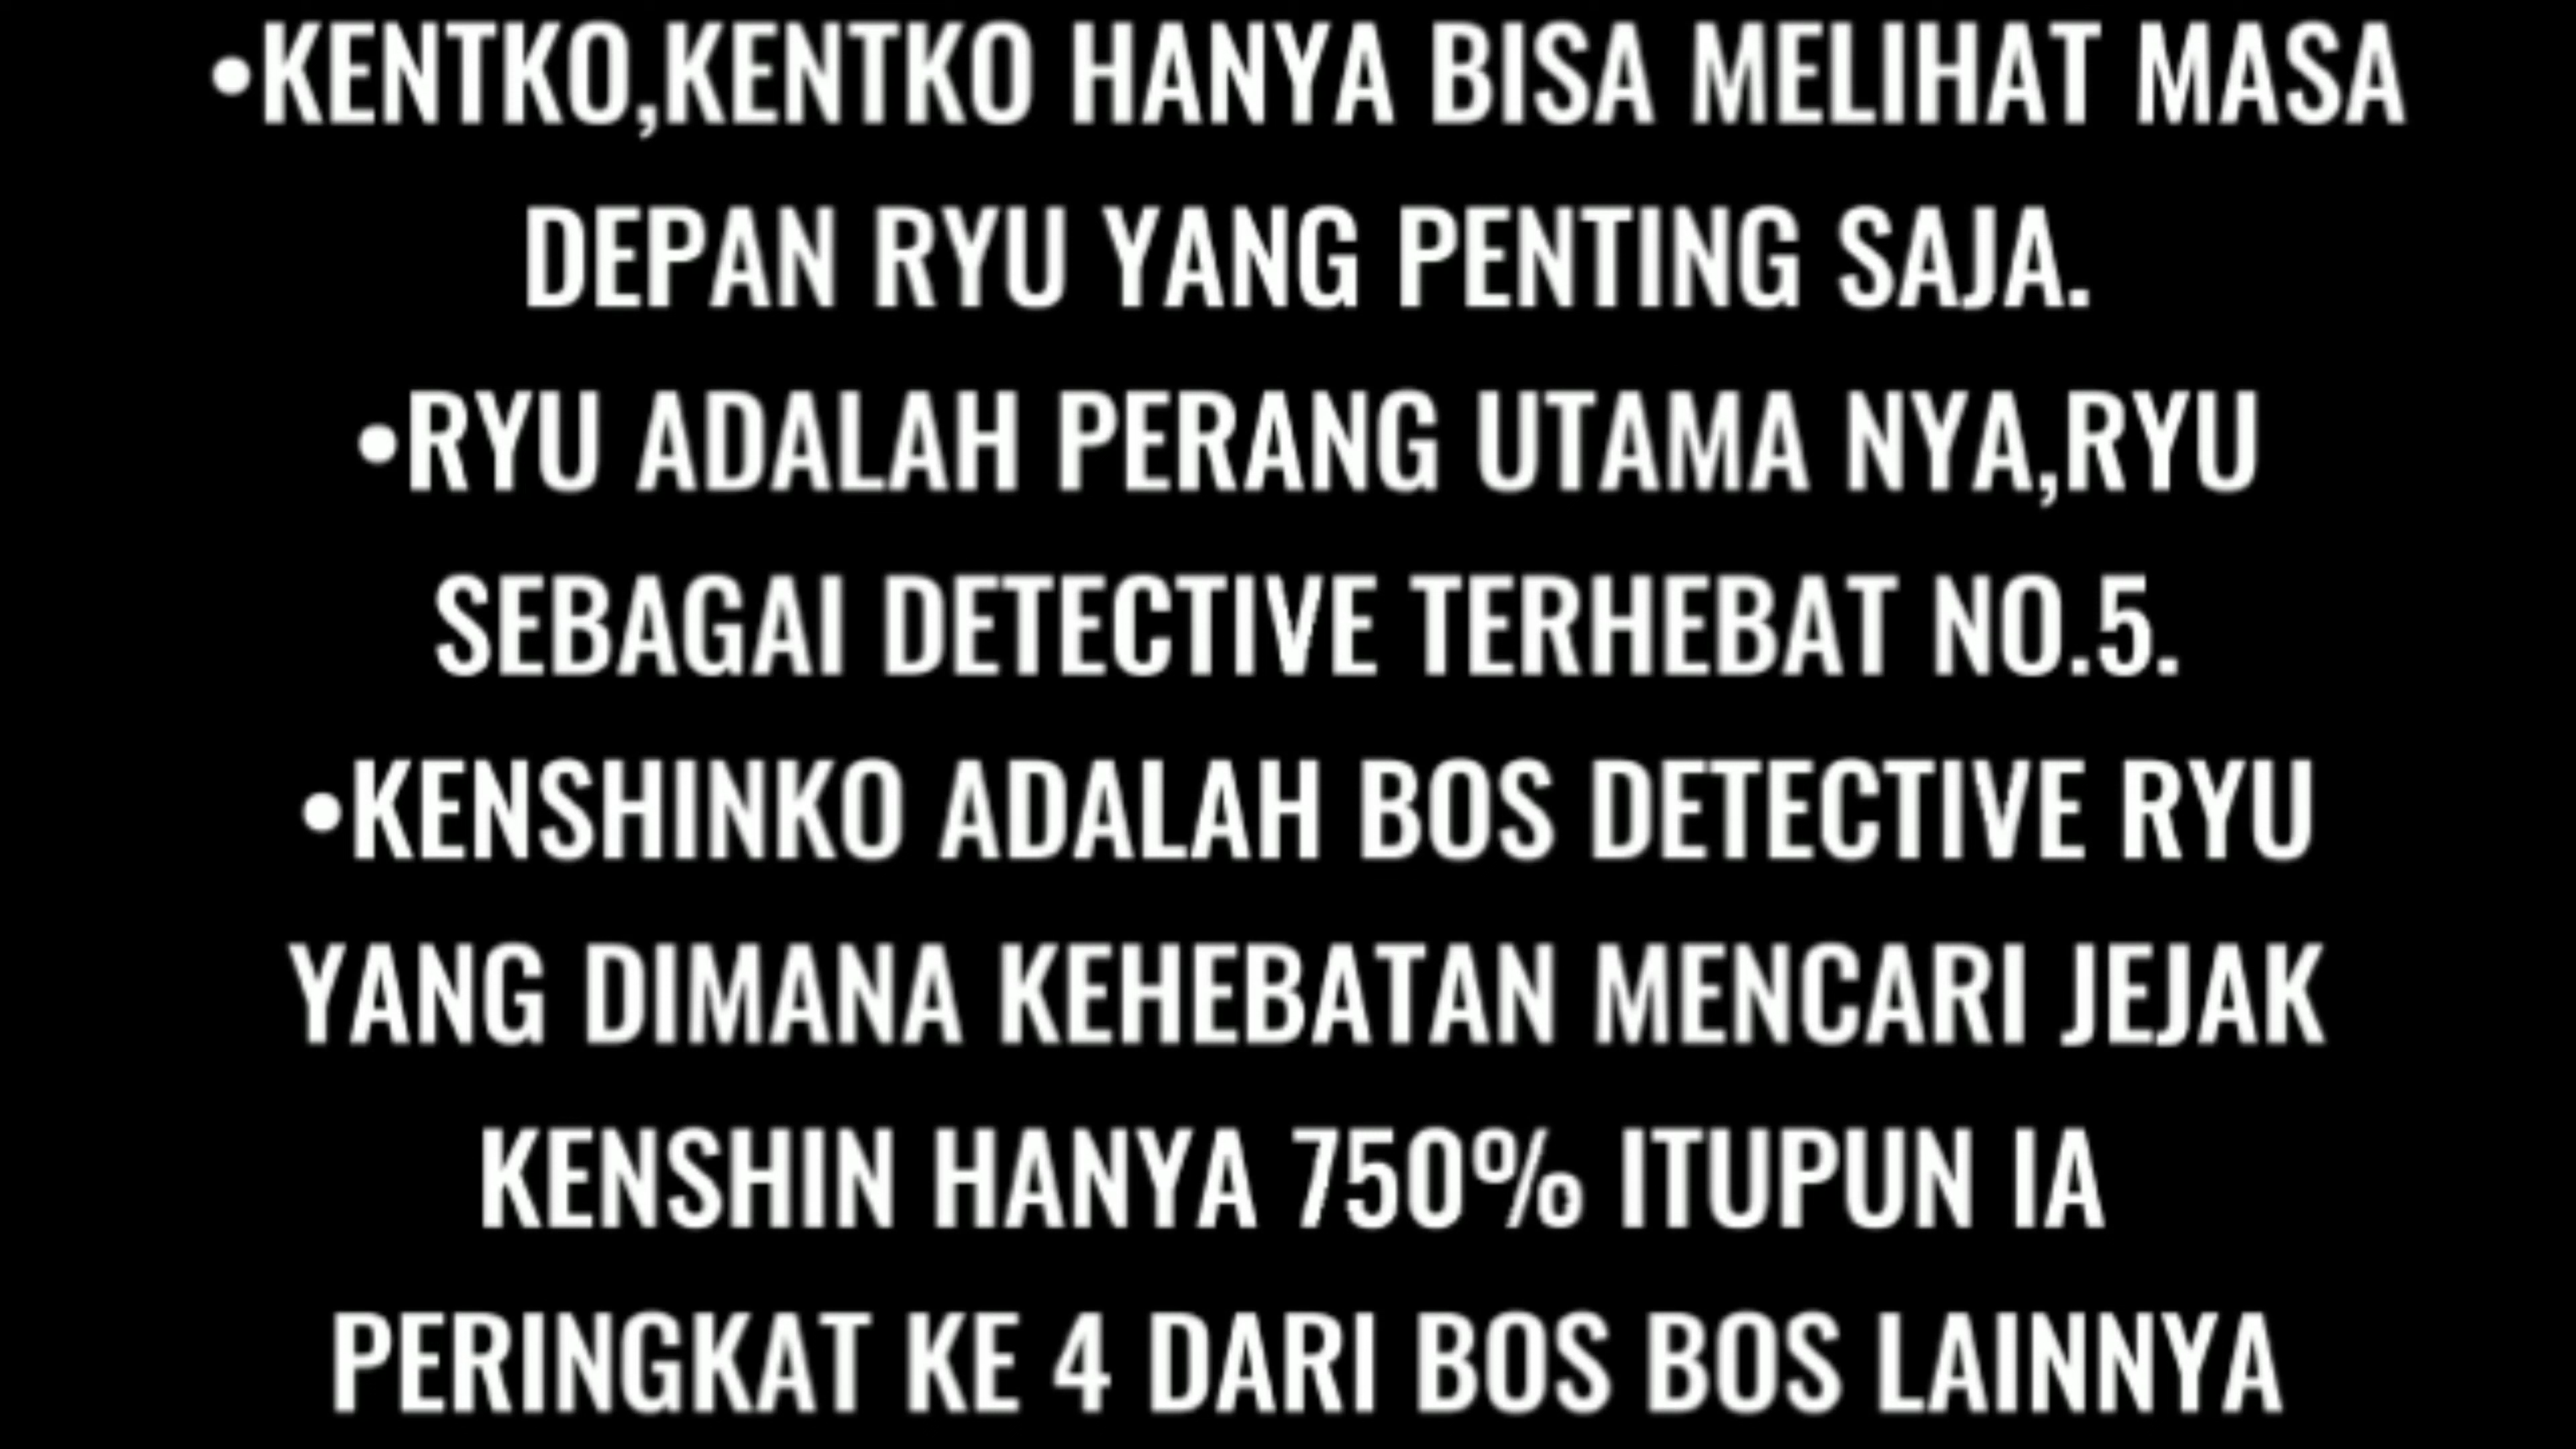 •KENTKO,KENTKO HANYA BISA MELIHAT MASA
DEPAN RYU YANG PENTING SAJA.
•RYU ADALAH PERANG UTAMA NYA,RYU
SEBAGAI DETECTIVE TERHEBAT NO.5.
•KENSHINKO ADALAH BOS DETECTIVE RYU
YANG DIMANA KEHEBATAN MENCARI JEJAK
KENSHIN HANYA 750% ITUPUN IA
PERINGKAT KE 4 DARI BOS BOS LAINNYA